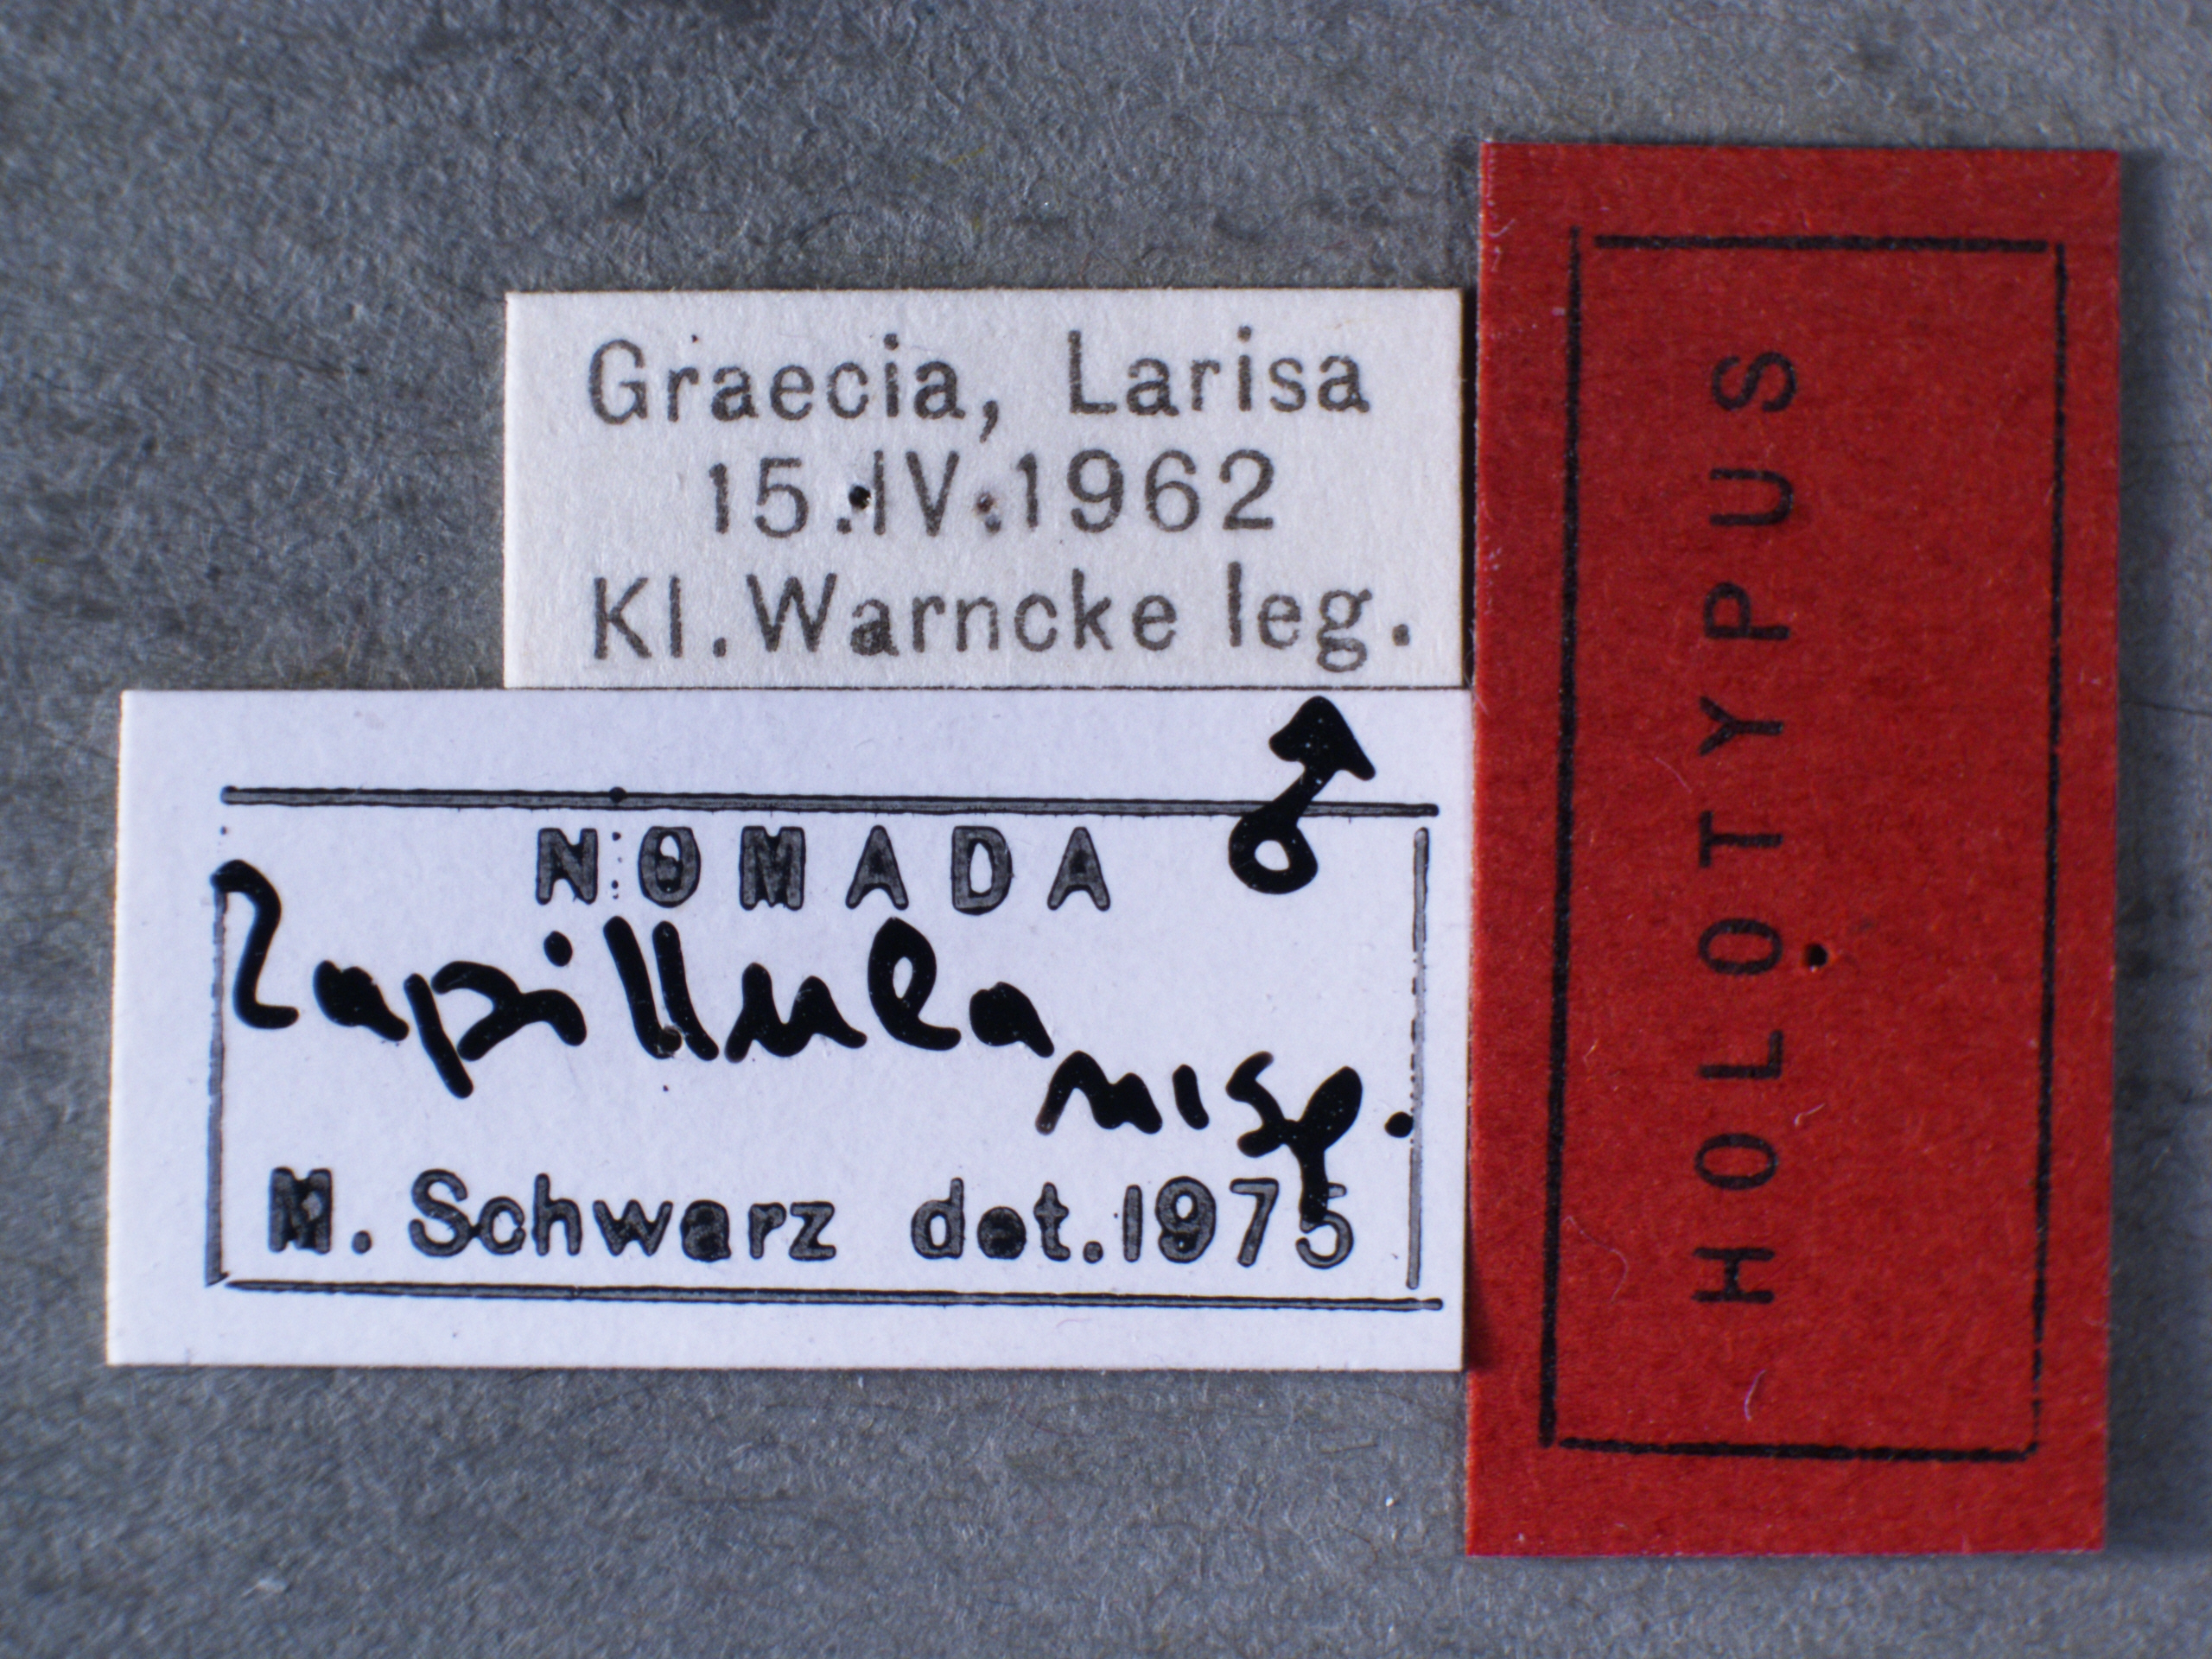 Graecia, Larisa
15.IV.1962
Kl. Warncke leg.
NOMADA ♂
lapillula
n. sp.
M. Schwarz det. 1975
HOLOTYPUS